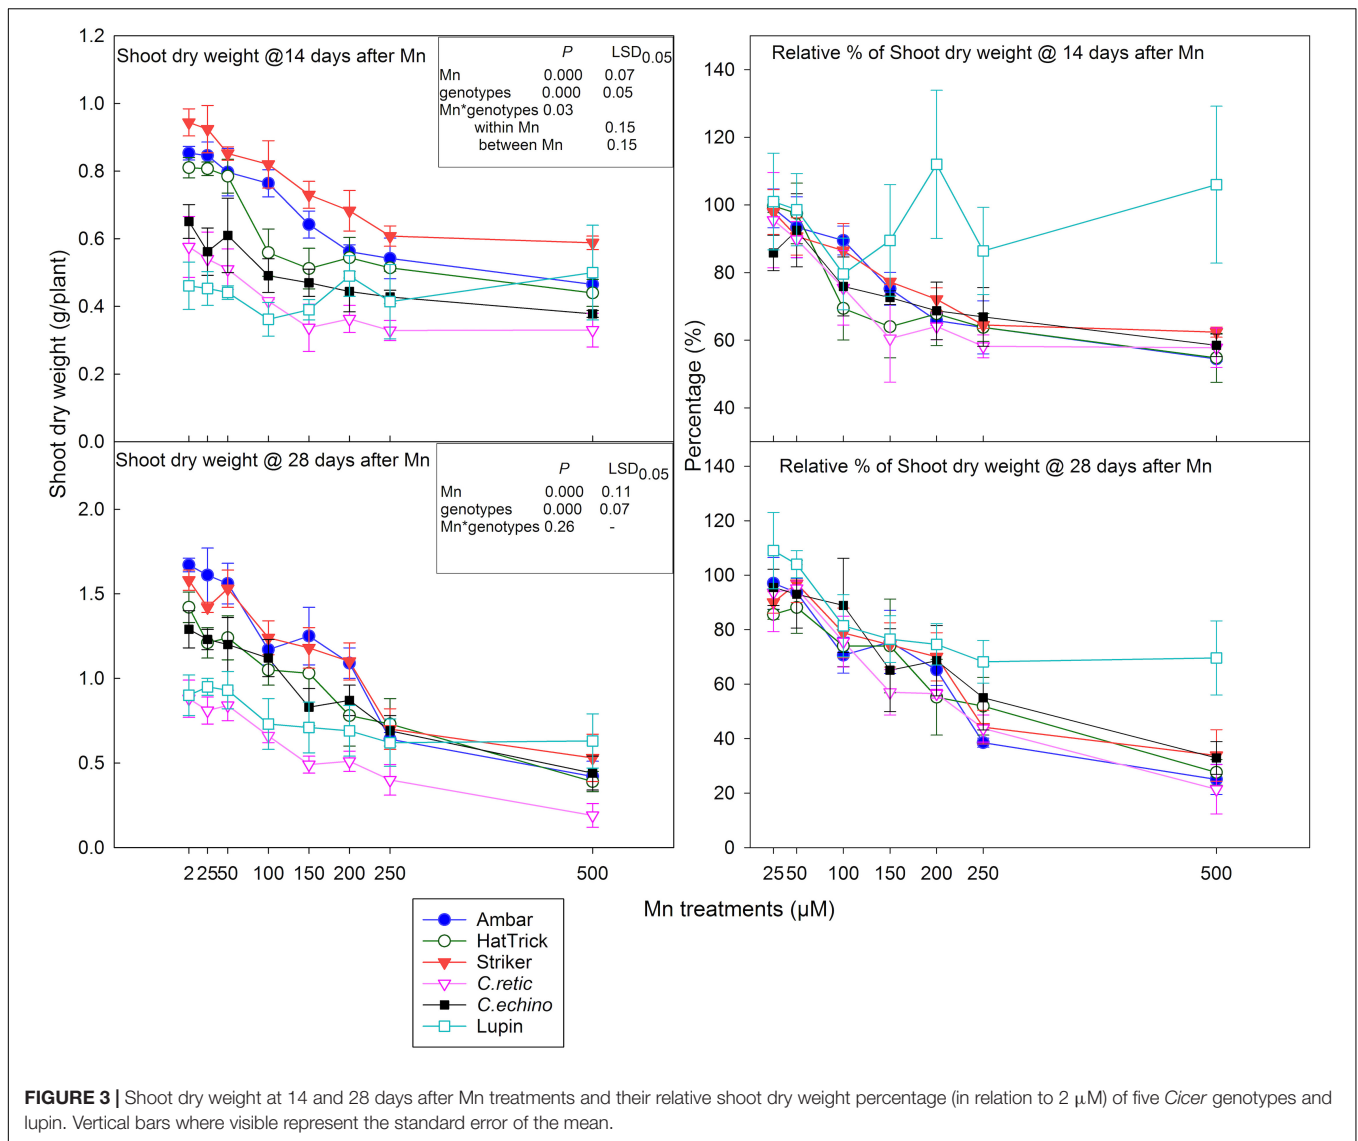 Shoot dry weight @14 days after Mn
P LSD0.05
Mn 0.000 0.07
genotypes 0.000 0.05
Mn*genotypes 0.03
within Mn 0.15
between Mn 0.15
1.2
1.0
0.8
0.6
0.4
0.2
0.0
Relative % of Shoot dry weight @ 14 days after Mn
140
120
100
80
60
40
Shoot dry weight (g/plant)
Percentage (%)
Shoot dry weight @ 28 days after Mn
P LSD0.05
Mn 0.000 0.11
genotypes 0.000 0.07
Mn*genotypes 0.26 -
2.0
1.5
1.0
0.5
0.0
2 25 50 100 150 200 250 500
Relative % of Shoot dry weight @ 28 days after Mn
140
120
100
80
60
40
20
0
25 50 100 150 200 250 500
Mn treatments (µM)
Ambar
HatTrick
Striker
C.retic
C.echino
Lupin
FIGURE 3 | Shoot dry weight at 14 and 28 days after Mn treatments and their relative shoot dry weight percentage (in relation to 2 μM) of five Cicer genotypes and
lupin. Vertical bars where visible represent the standard error of the mean.